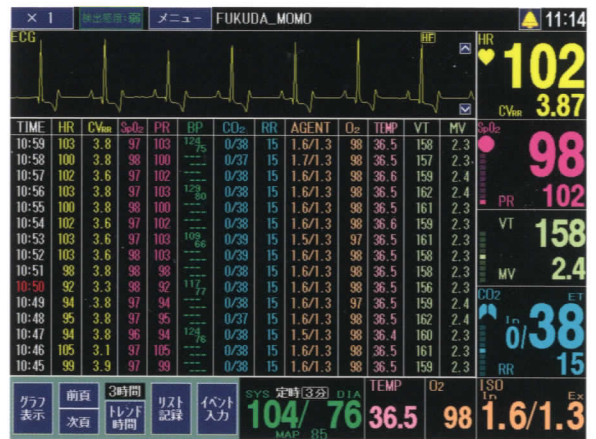 × 1 検出感度:弱 メニュー FUKUDA_MOMO 11:14
ECG HF
HR
102
CVRR 3.87
TIME HR CVRR SpO2 PR BP CO2 RR AGENT O2 TEMP VT MV
10:59 103 3.8 97 103 124/75 0/38 15 1.6/1.3 98 36.5 158 2.3
10:58 100 3.8 98 100 --- 0/37 15 1.7/1.3 98 36.5 157 2.3
10:57 102 3.6 97 102 --- 0/38 15 1.6/1.3 98 36.6 159 2.4
10:56 103 3.8 97 103 129/80 0/38 15 1.6/1.3 98 36.5 162 2.4
10:55 100 3.8 98 100 --- 0/38 15 1.6/1.3 98 36.5 161 2.3
10:54 102 3.6 97 102 --- 0/38 15 1.6/1.3 98 36.6 159 2.3
10:53 103 3.6 97 103 109/66 0/39 15 1.5/1.3 97 36.5 161 2.3
10:52 103 3.8 98 103 --- 0/38 15 1.6/1.3 98 36.5 158 2.3
10:51 98 3.8 98 98 --- 0/38 15 1.6/1.3 98 36.5 158 2.3
10:50 92 3.3 98 92 117/77 0/38 15 1.6/1.3 98 36.5 156 2.3
10:49 94 3.8 97 94 --- 0/38 15 1.6/1.3 97 36.5 159 2.4
10:48 95 3.8 97 95 --- 0/37 15 1.6/1.3 98 36.5 162 2.4
10:47 94 3.8 96 94 124/76 0/38 15 1.5/1.3 98 36.4 160 2.3
10:46 105 3.1 97 105 --- 0/38 15 1.6/1.3 98 36.5 161 2.3
10:45 99 3.9 97 99 --- 0/38 15 1.6/1.3 98 36.5 159 2.3
SpO2
98
PR 102
VT 158
MV 2.4
CO2 ET
In 0/38
RR 15
グラフ表示
前頁
次頁
3時間
トレンド時間
リスト記録
イベント入力
SYS 定時 3分 DIA
104/ 76
MAP 85
TEMP
36.5
O2
98
ISO
In Ex
1.6/1.3